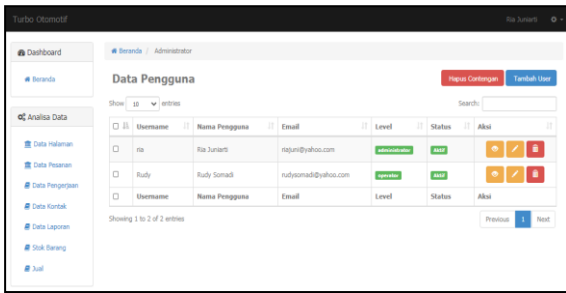 Turbo Otomotif
Ria Juniarti
Dashboard
Beranda
Analisa Data
Data Halaman
Data Pesanan
Data Pengerjaan
Data Kontak
Data Laporan
Stok Barang
Jual
Beranda / Administrator
Data Pengguna
Hapus Contengan Tambah User
Show 10 entries
Search:
Username Nama Pengguna Email Level Status Aksi
ria Ria Juniarti riajuni@yahoo.com administrator Aktif
Rudy Rudy Somadi rudysomadi@yahoo.com operator Aktif
Username Nama Pengguna Email Level Status Aksi
Showing 1 to 2 of 2 entries
Previous 1 Next